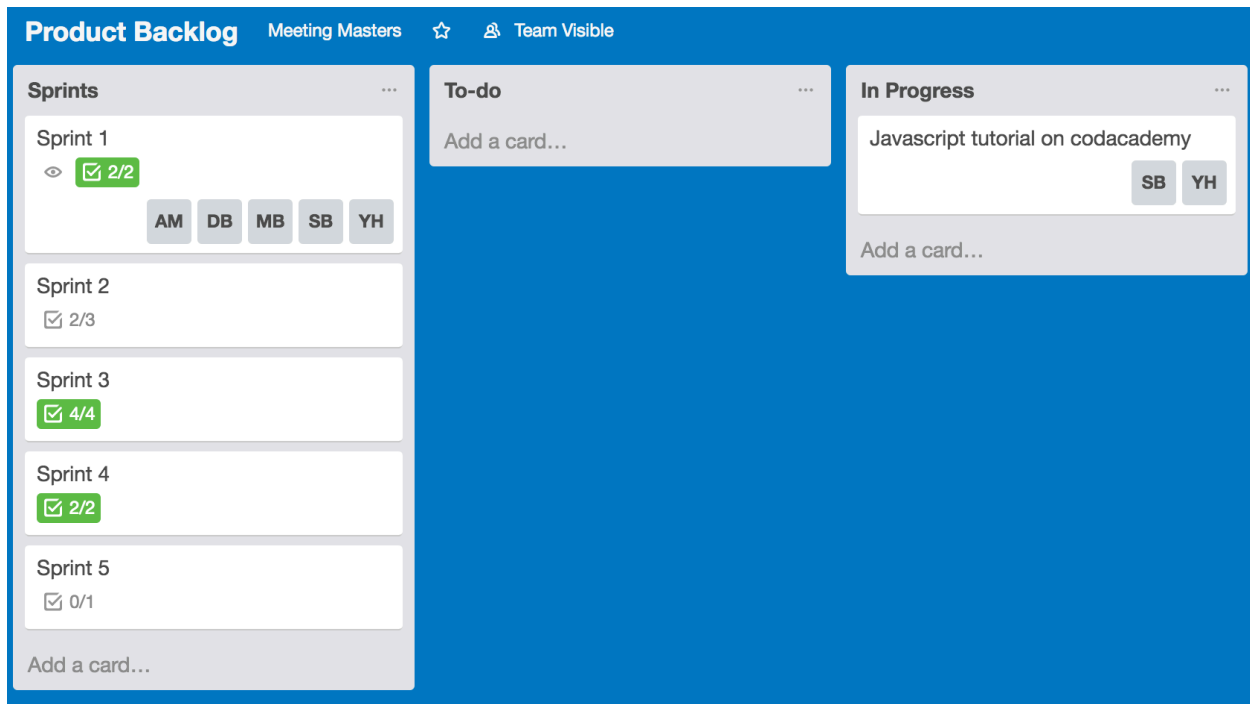 Product Backlog Meeting Masters Team Visible
Sprints
Sprint 1
2/2
AM DB MB SB YH
Sprint 2
2/3
Sprint 3
4/4
Sprint 4
2/2
Sprint 5
0/1
Add a card…
To-do
Add a card…
In Progress
Javascript tutorial on codacademy
SB YH
Add a card…